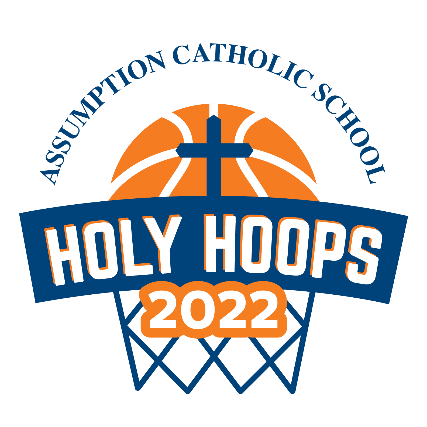 ASSUMPTION CATHOLIC SCHOOL
HOLY HOOPS
2022